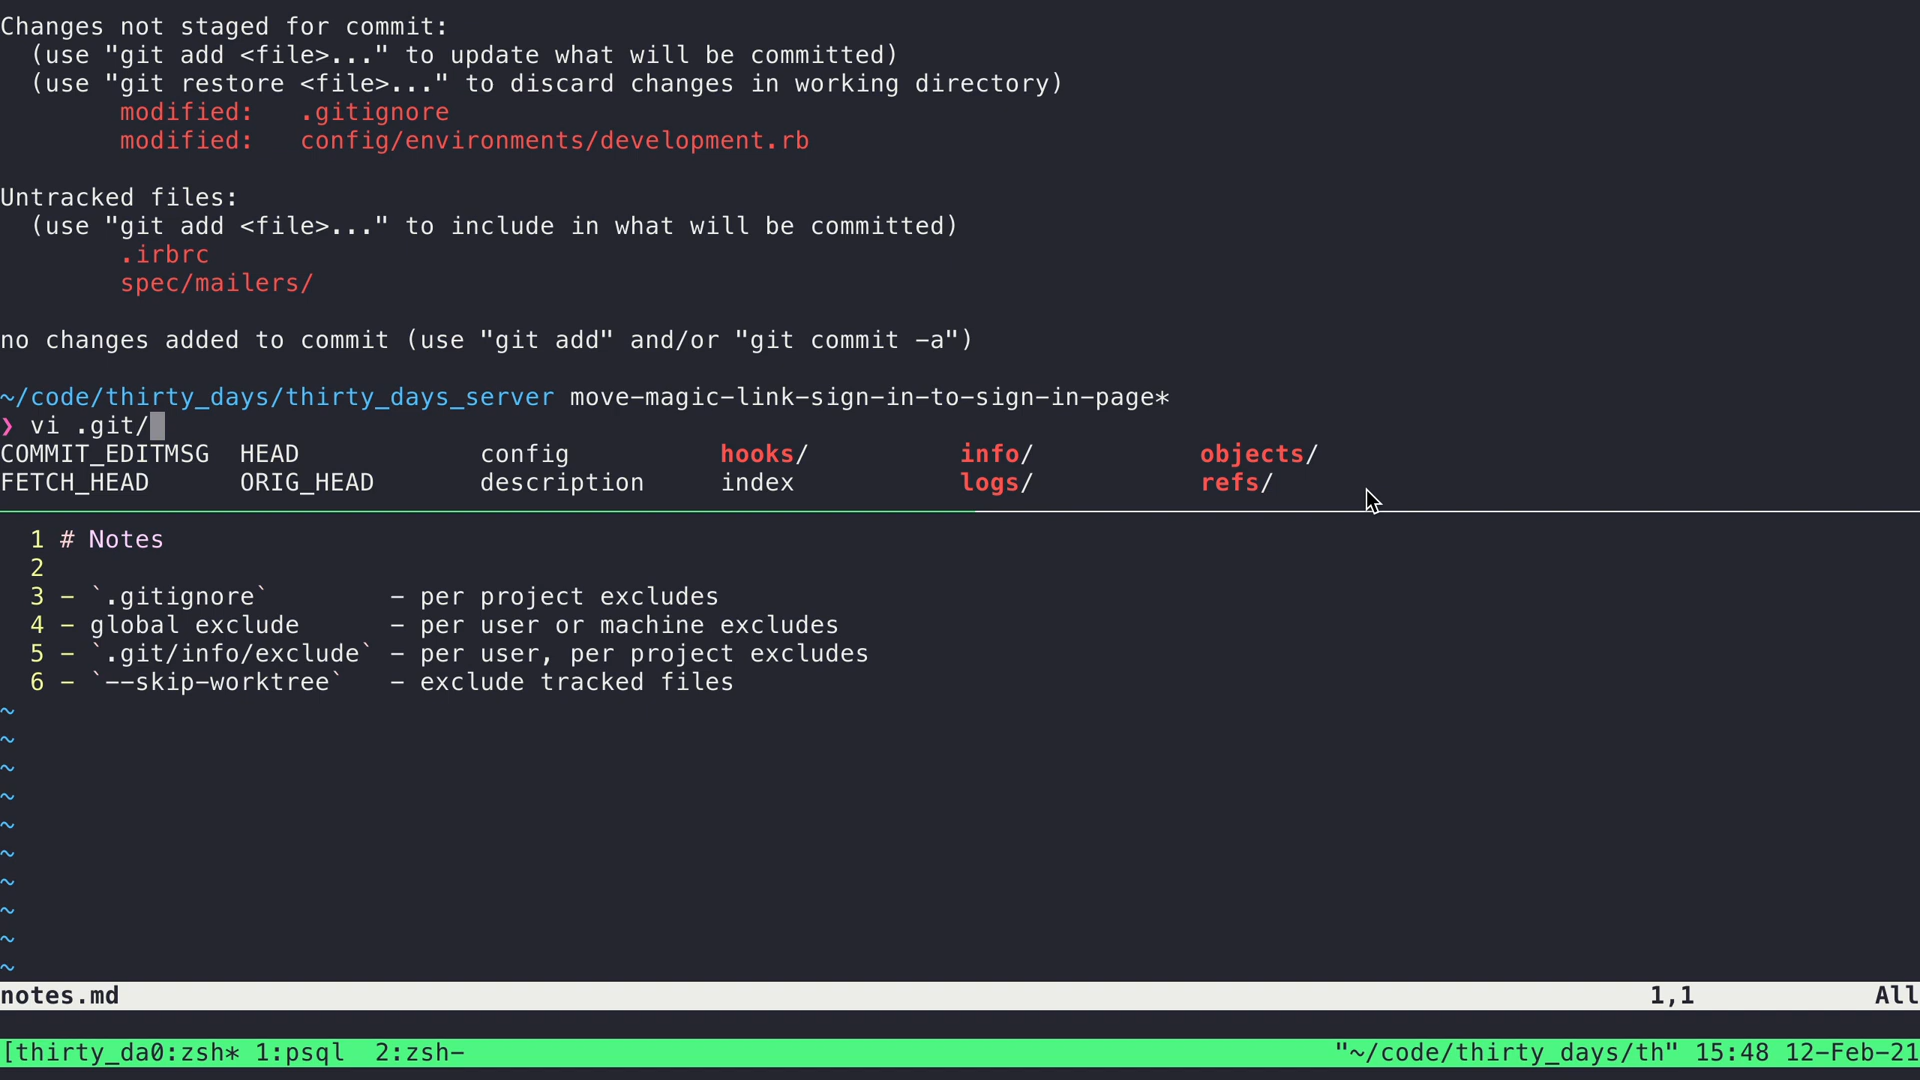 Changes not staged for commit:
  (use "git add <file>..." to update what will be committed)
  (use "git restore <file>..." to discard changes in working directory)
        modified:   .gitignore
        modified:   config/environments/development.rb

Untracked files:
  (use "git add <file>..." to include in what will be committed)
        .irbrc
        spec/mailers/

no changes added to commit (use "git add" and/or "git commit -a")

~/code/thirty_days/thirty_days_server move-magic-link-sign-in-to-sign-in-page*
❯ vi .git/
COMMIT_EDITMSG  HEAD            config          hooks/          info/           objects/
FETCH_HEAD      ORIG_HEAD       description     index           logs/           refs/
  1 # Notes
  2
  3 - `.gitignore`        - per project excludes
  4 - global exclude      - per user or machine excludes
  5 - `.git/info/exclude` - per user, per project excludes
  6 - `--skip-worktree`   - exclude tracked files
~
~
~
~
~
~
~
~
~
~
notes.md 1,1 All
[thirty_da0:zsh* 1:psql  2:zsh- "~/code/thirty_days/th" 15:48 12-Feb-21